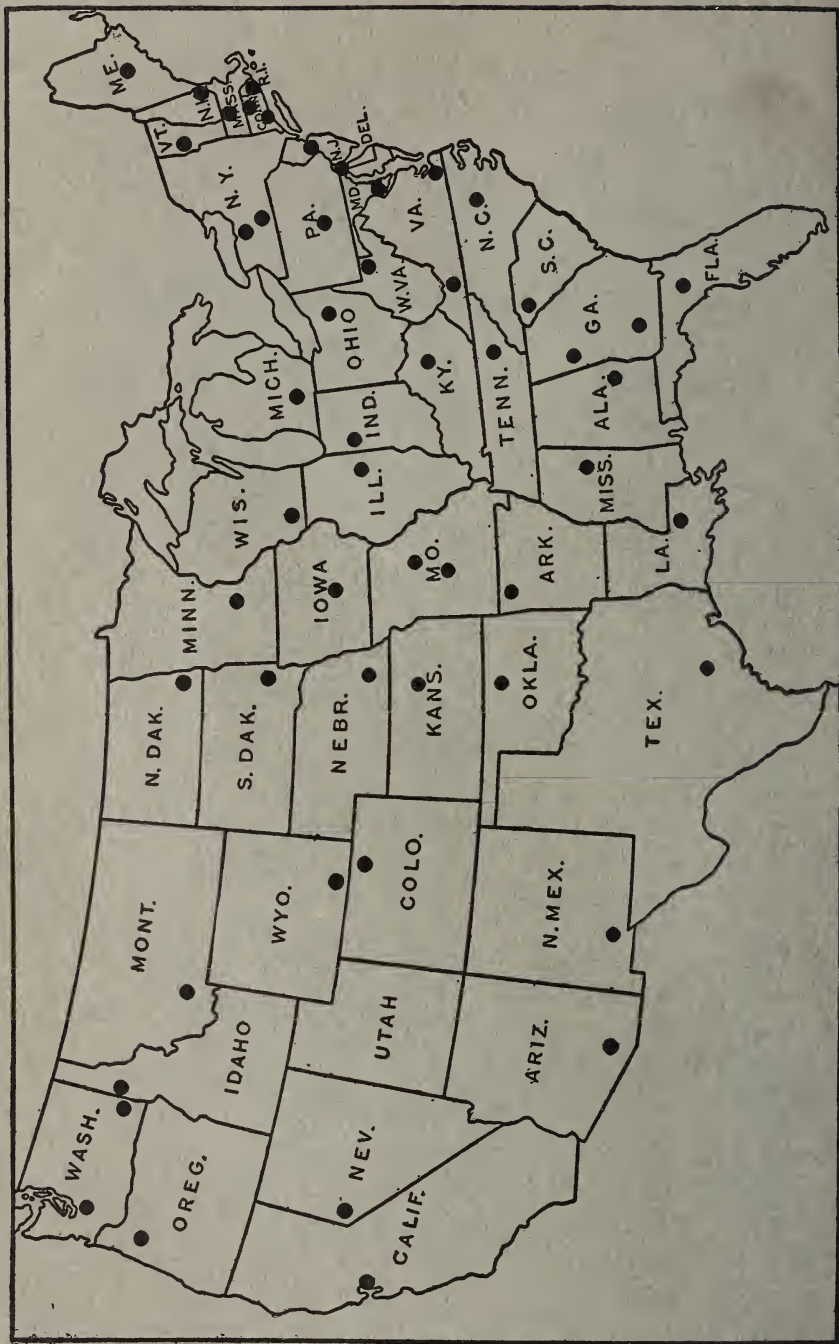 WASH.
OREG.
CALIF.
NEV.
IDAHO
MONT.
WYO.
UTAH
COLO.
ARIZ.
N.MEX.
N. DAK.
S. DAK.
NEBR.
KANS.
OKLA.
TEX.
MINN.
IOWA
MO.
ARK.
LA.
WIS.
ILL.
MICH.
IND.
OHIO
KY.
TENN.
MISS.
ALA.
GA.
FLA.
S.C.
N.C.
VA.
W.VA.
MD.
DEL.
PA.
N.J.
N.Y.
VT.
N.H.
MASS.
CONN.
R.I.
ME.